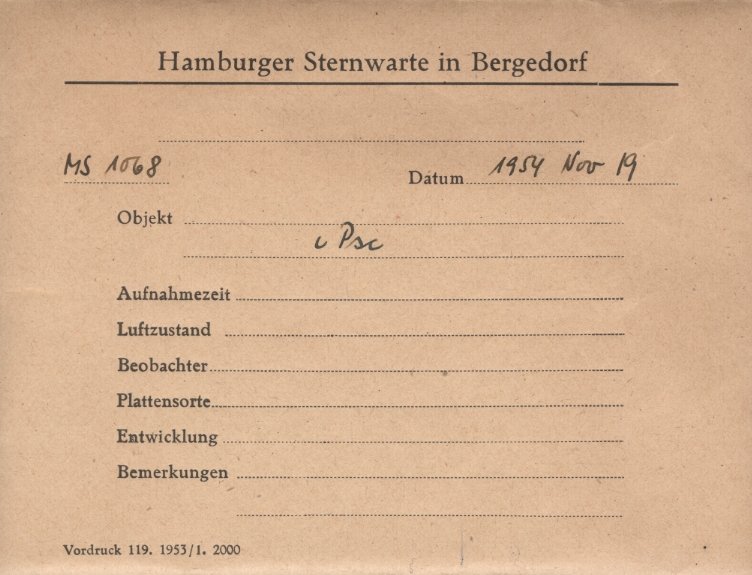 Hamburger Sternwarte in Bergedorf
MS 1068
Datum 1954 Nov 19
Objekt
ι Psc
Aufnahmezeit
Luftzustand
Beobachter
Plattensorte
Entwicklung
Bemerkungen
Vordruck 119. 1953/1. 2000